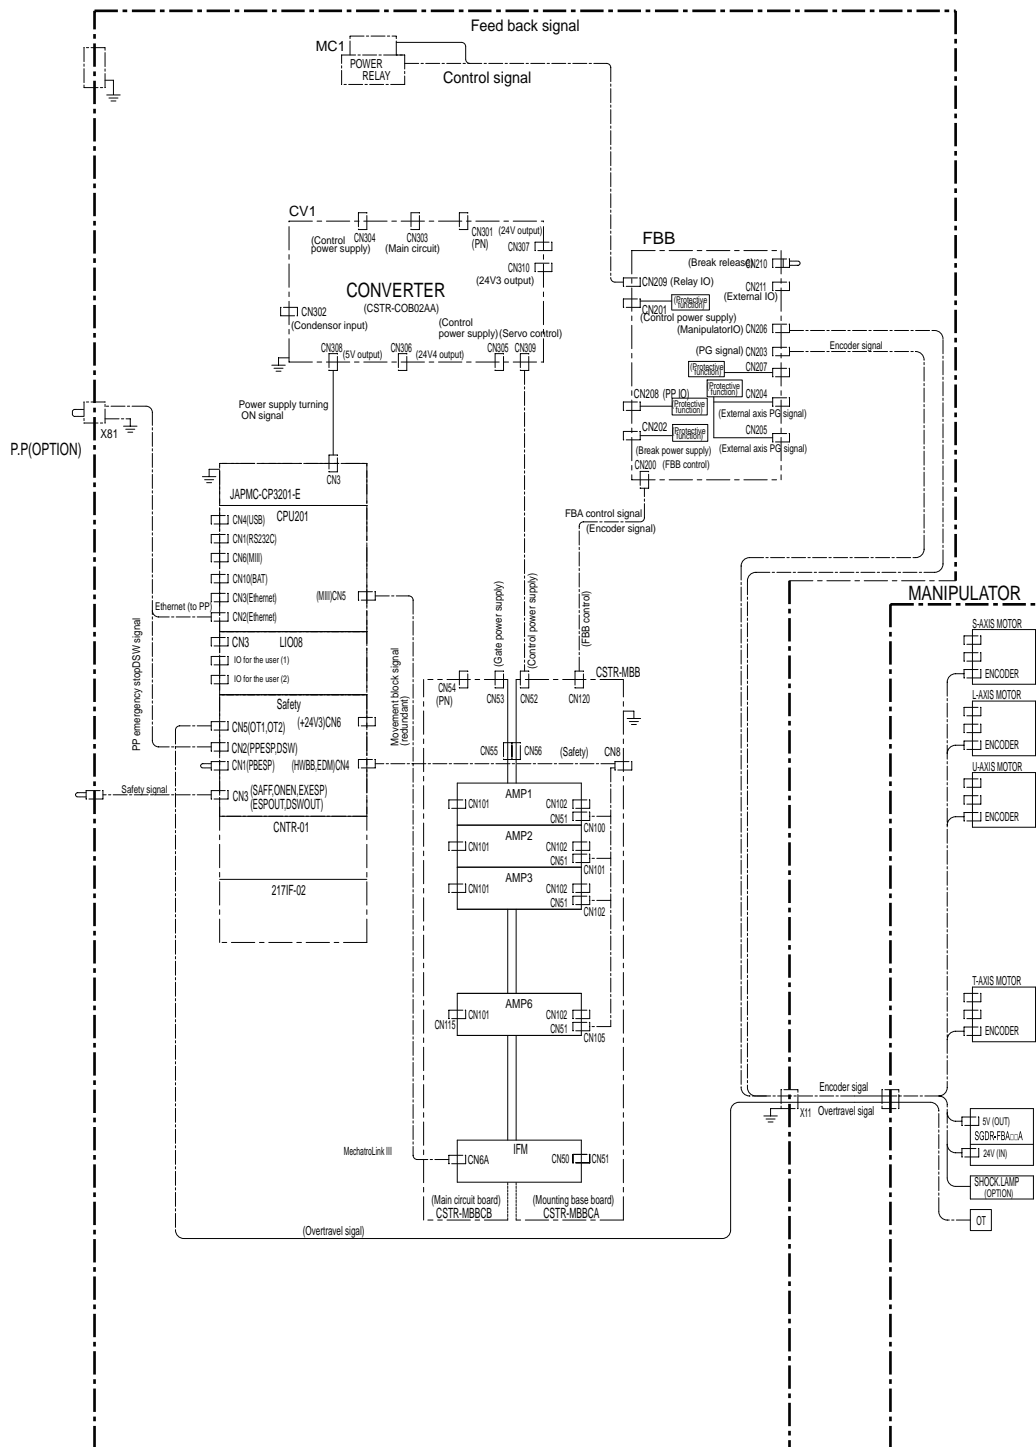 Feed back signal
MC1
POWER
RELAY
Control signal
CV1
(Control
power supply)
CN304
CN303
(Main circuit)
CN301
(PN)
(24V output)
CN307
CN310
(24V3 output)
CONVERTER
(CSTR-COB02AA)
CN302
(Condensor input)
(Control
power supply)
(Servo control)
CN308
(5V output)
CN306
(24V4 output)
CN305
CN309
FBB
(Break release)
CN210
CN209 (Relay IO)
CN211
(External IO)
CN201
(Protective
function)
(Control power supply)
(ManipulatorIO)
CN206
(PG signal)
CN203
Encoder signal
(Protective
function)
CN207
(Protective
function)
CN208 (PP IO)
CN204
(Protective
function)
(External axis PG signal)
CN202
(Protective
function)
CN205
(Break power supply)
(External axis PG signal)
CN200
(FBB control)
FBA control signal
(Encoder signal)
Power supply turning
ON signal
X81
P.P(OPTION)
CN3
JAPMC-CP3201-E
CN4(USB)
CPU201
CN1(RS232C)
CN6(MIII)
CN10(BAT)
CN3(Ethernet)
(MIII)CN5
Ethernet (to PP)
CN2(Ethernet)
CN3
LIO08
IO for the user (1)
IO for the user (2)
Safety
(+24V3)CN6
CN5(OT1,OT2)
CN2(PPESP,DSW)
CN1(PBESP)
(HWBB,EDM)CN4
Safety signal
CN3
(SAFF,ONEN,EXESP)
(ESPOUT,DSWOUT)
CNTR-01
217IF-02
PP emergency stopDSW signal
Movement block signal
(redundant)
(Gate power supply)
(Control power supply)
(FBB control)
CSTR-MBB
CN54
(PN)
CN53
CN52
CN120
CN55
CN56
(Safety)
CN8
AMP1
CN101
CN102
CN51
CN100
AMP2
CN101
CN102
CN51
CN101
AMP3
CN101
CN102
CN51
CN102
AMP6
CN101
CN102
CN115
CN51
CN105
MechatroLink III
IFM
CN6A
CN50
CN51
(Main circuit board)
CSTR-MBBCB
(Mounting base board)
CSTR-MBBCA
(Overtravel sigal)
MANIPULATOR
S-AXIS MOTOR
ENCODER
L-AXIS MOTOR
ENCODER
U-AXIS MOTOR
ENCODER
T-AXIS MOTOR
ENCODER
Encoder sigal
X11
Overtravel sigal
5V (OUT)
SGDR-FBA□□A
24V (IN)
SHOCK.LAMP
(OPTION)
OT